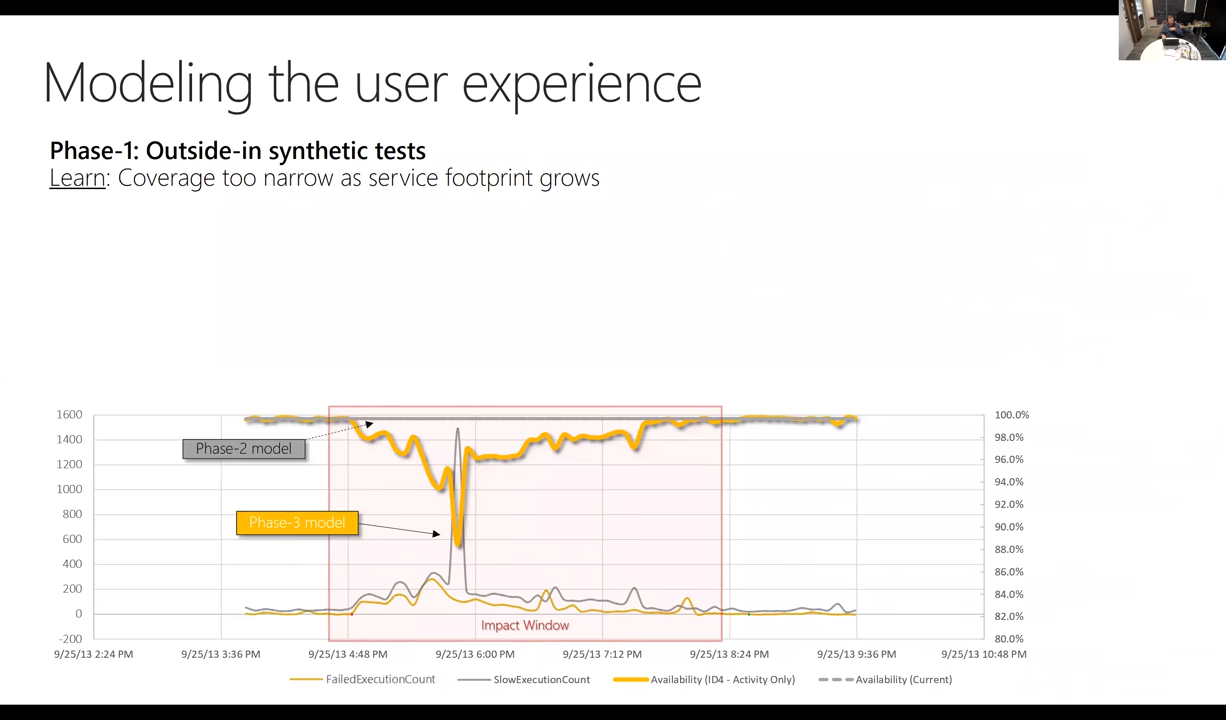 Modeling the user experience
Phase-1: Outside-in synthetic tests
Learn: Coverage too narrow as service footprint grows
1600
1400
1200
1000
800
600
400
200
0
-200
100.0%
98.0%
96.0%
94.0%
92.0%
90.0%
88.0%
86.0%
84.0%
82.0%
80.0%
Phase-2 model
Phase-3 model
Impact Window
9/25/13 2:24 PM 9/25/13 3:36 PM 9/25/13 4:48 PM 9/25/13 6:00 PM 9/25/13 7:12 PM 9/25/13 8:24 PM 9/25/13 9:36 PM 9/25/13 10:48 PM
FailedExecutionCount SlowExecutionCount Availability (ID4 - Activity Only) Availability (Current)